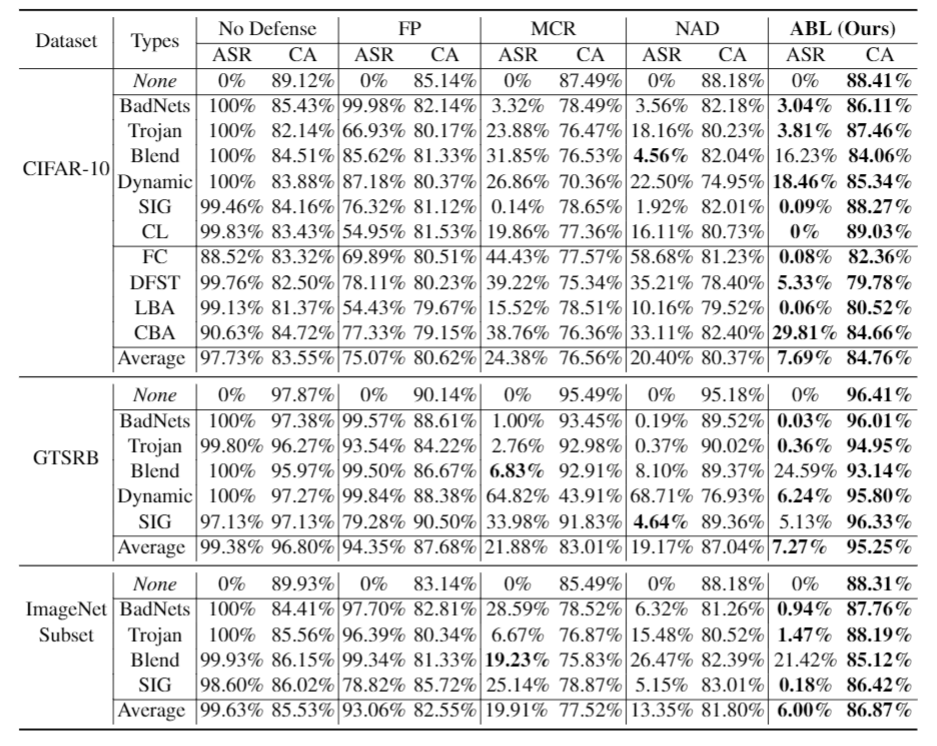 Dataset Types No Defense FP MCR NAD ABL (Ours)
ASR CA ASR CA ASR CA ASR CA ASR CA
None 0% 89.12% 0% 85.14% 0% 87.49% 0% 88.18% 0% 88.41%
BadNets 100% 85.43% 99.98% 82.14% 3.32% 78.49% 3.56% 82.18% 3.04% 86.11%
Trojan 100% 82.14% 66.93% 80.17% 23.88% 76.47% 18.16% 80.23% 3.81% 87.46%
Blend 100% 84.51% 85.62% 81.33% 31.85% 76.53% 4.56% 82.04% 16.23% 84.06%
CIFAR-10 Dynamic 100% 83.88% 87.18% 80.37% 26.86% 70.36% 22.50% 74.95% 18.46% 85.34%
SIG 99.46% 84.16% 76.32% 81.12% 0.14% 78.65% 1.92% 82.01% 0.09% 88.27%
CL 99.83% 83.43% 54.95% 81.53% 19.86% 77.36% 16.11% 80.73% 0% 89.03%
FC 88.52% 83.32% 69.89% 80.51% 44.43% 77.57% 58.68% 81.23% 0.08% 82.36%
DFST 99.76% 82.50% 78.11% 80.23% 39.22% 75.34% 35.21% 78.40% 5.33% 79.78%
LBA 99.13% 81.37% 54.43% 79.67% 15.52% 78.51% 10.16% 79.52% 0.06% 80.52%
CBA 90.63% 84.72% 77.33% 79.15% 38.76% 76.36% 33.11% 82.40% 29.81% 84.66%
Average 97.73% 83.55% 75.07% 80.62% 24.38% 76.56% 20.40% 80.37% 7.69% 84.76%
None 0% 97.87% 0% 90.14% 0% 95.49% 0% 95.18% 0% 96.41%
BadNets 100% 97.38% 99.57% 88.61% 1.00% 93.45% 0.19% 89.52% 0.03% 96.01%
Trojan 99.80% 96.27% 93.54% 84.22% 2.76% 92.98% 0.37% 90.02% 0.36% 94.95%
GTSRB Blend 100% 95.97% 99.50% 86.67% 6.83% 92.91% 8.10% 89.37% 24.59% 93.14%
Dynamic 100% 97.27% 99.84% 88.38% 64.82% 43.91% 68.71% 76.93% 6.24% 95.80%
SIG 97.13% 97.13% 79.28% 90.50% 33.98% 91.83% 4.64% 89.36% 5.13% 96.33%
Average 99.38% 96.80% 94.35% 87.68% 21.88% 83.01% 19.17% 87.04% 7.27% 95.25%
None 0% 89.93% 0% 83.14% 0% 85.49% 0% 88.18% 0% 88.31%
ImageNet BadNets 100% 84.41% 97.70% 82.81% 28.59% 78.52% 6.32% 81.26% 0.94% 87.76%
Subset Trojan 100% 85.56% 96.39% 80.34% 6.67% 76.87% 15.48% 80.52% 1.47% 88.19%
Blend 99.93% 86.15% 99.34% 81.33% 19.23% 75.83% 26.47% 82.39% 21.42% 85.12%
SIG 98.60% 86.02% 78.82% 85.72% 25.14% 78.87% 5.15% 83.01% 0.18% 86.42%
Average 99.63% 85.53% 93.06% 82.55% 19.91% 77.52% 13.35% 81.80% 6.00% 86.87%